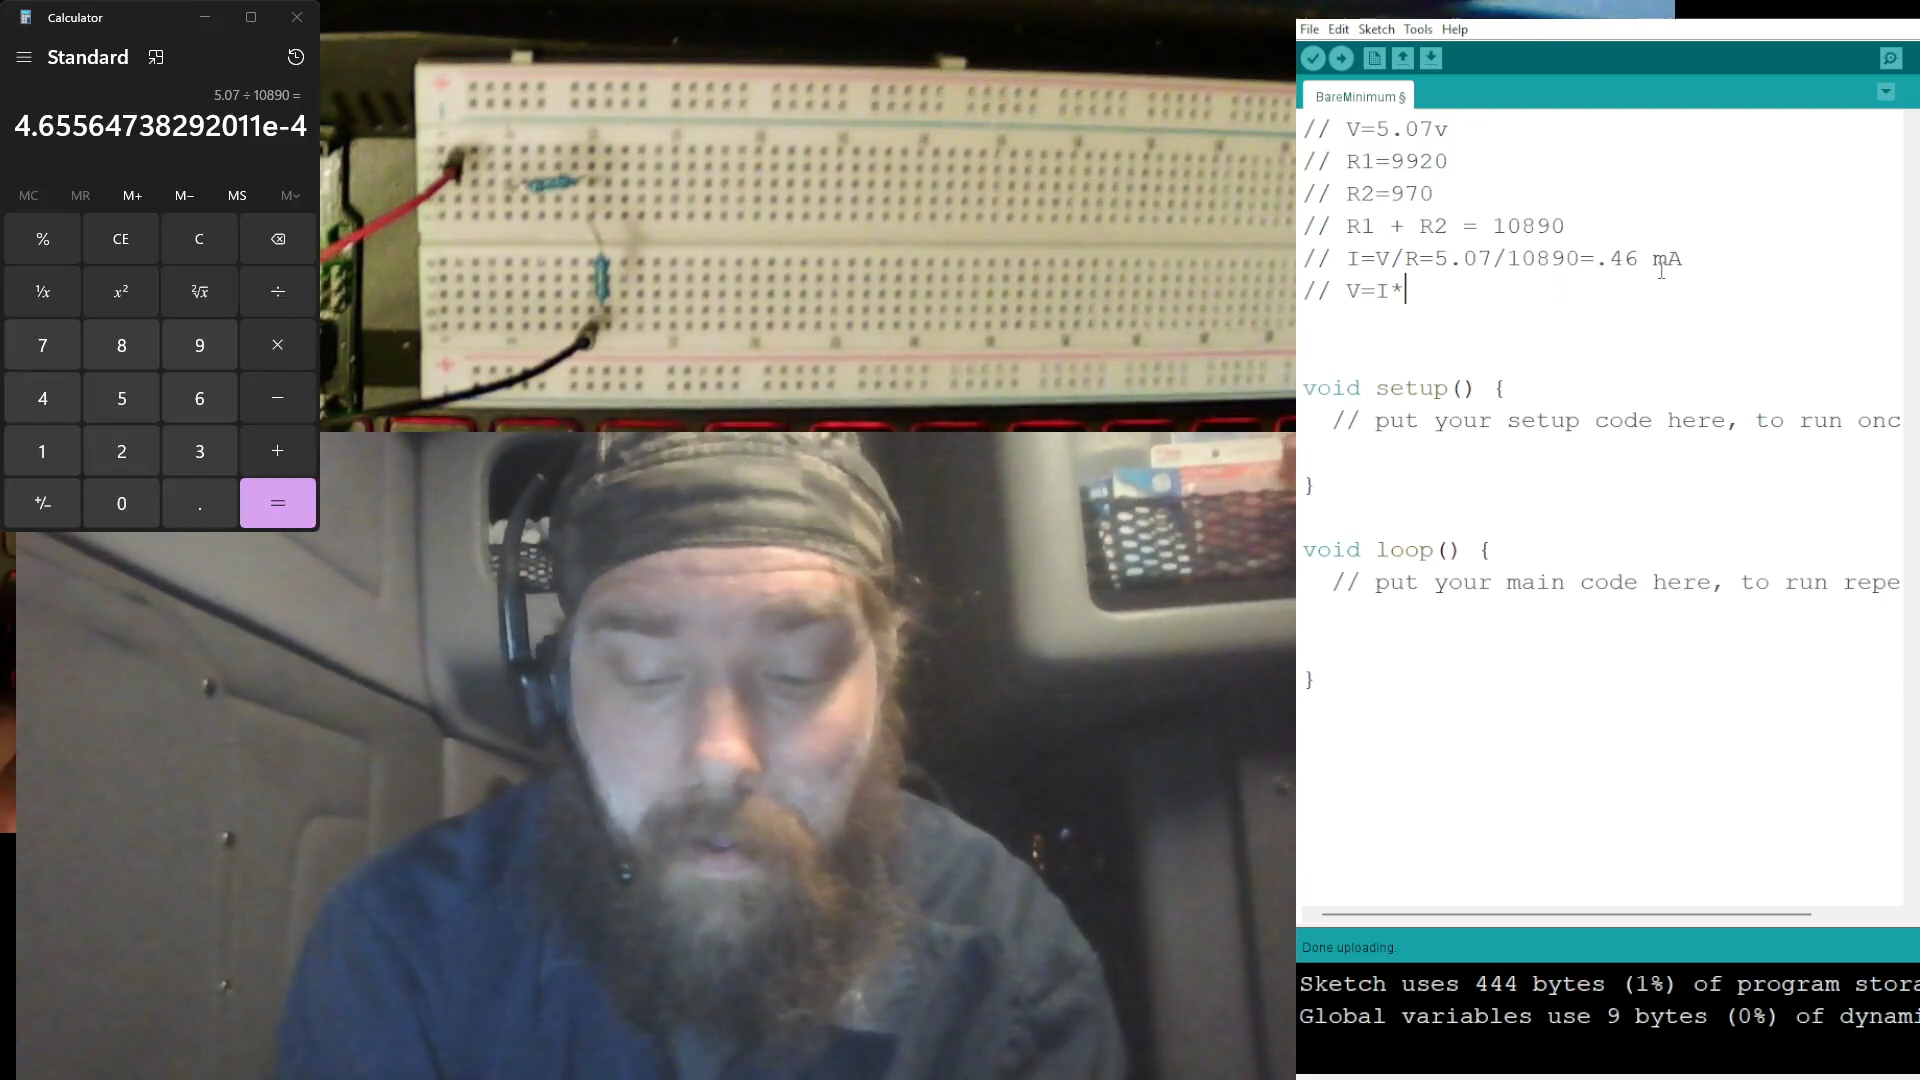 Calculator
Standard
5.07 ÷ 10890 =
4.65564738292011e-4
MC MR M+ M− MS M˅
% CE C
¹/x x² ²√x ÷
7 8 9 ×
4 5 6 −
1 2 3 +
+/− 0 . =
File Edit Sketch Tools Help
BareMinimum §
// V=5.07v
// R1=9920
// R2=970
// R1 + R2 = 10890
// I=V/R=5.07/10890=.46 mA
// V=I*
void setup() {
// put your setup code here, to run onc
}
void loop() {
// put your main code here, to run repe
}
Done uploading.
Sketch uses 444 bytes (1%) of program stora
Global variables use 9 bytes (0%) of dynami